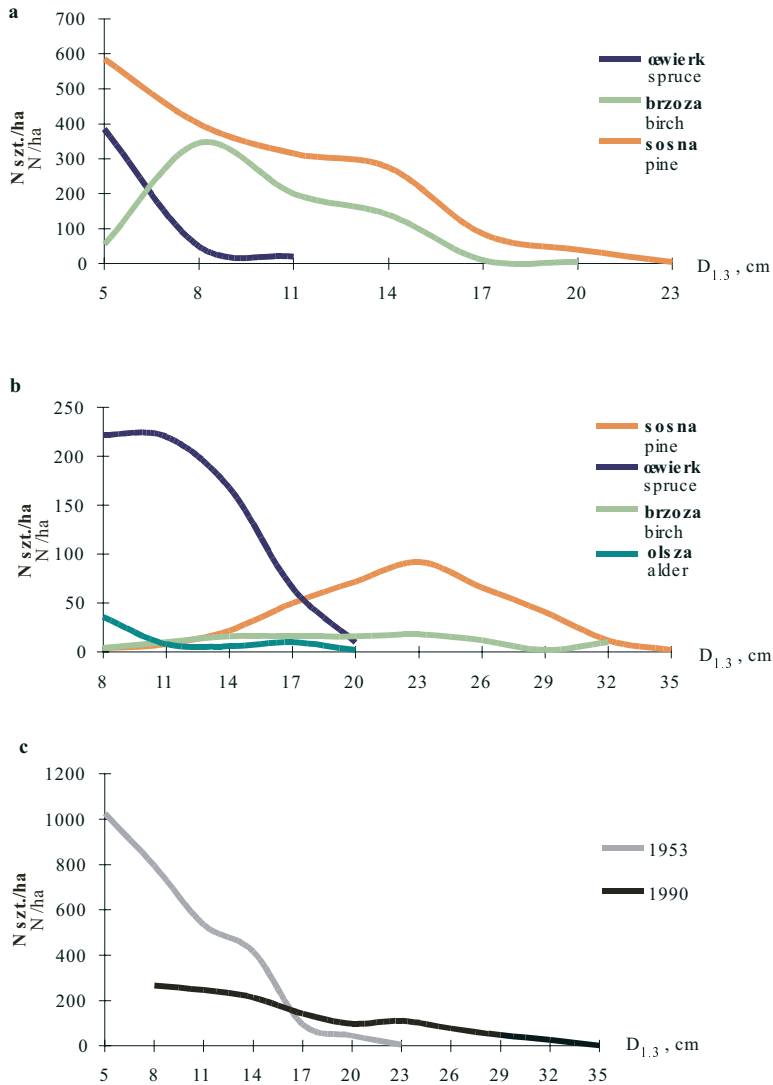 a
700
600
500
400
300
200
100
0
N szt./ha
N /ha
5 8 11 14 17 20 23
D1.3 , cm
œwierk
spruce
brzoza
birch
sosna
pine
b
250
200
150
100
50
0
N szt./ha
N /ha
8 11 14 17 20 23 26 29 32 35
D1.3 , cm
sosna
pine
œwierk
spruce
brzoza
birch
olsza
alder
c
1200
1000
800
600
400
200
0
N szt./ha
N /ha
5 8 11 14 17 20 23 26 29 32 35
D1.3 , cm
1953
1990